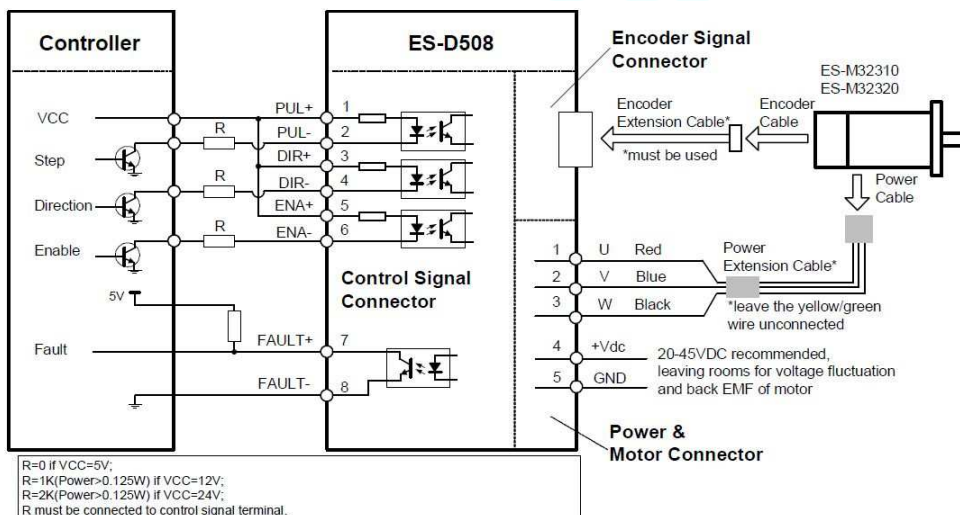 Controller
ES-D508
Encoder Signal
Connector
ES-M32310
ES-M32320
VCC
PUL+
1
Encoder
Extension Cable*
Encoder
Cable
R
PUL-
2
*must be used
Step
DIR+
3
R
DIR-
4
Power
Cable
Direction
ENA+
5
R
ENA-
6
Enable
1
U
Red
Power
Extension Cable*
Control Signal
Connector
2
V
Blue
5V
3
W
Black
*leave the yellow/green
wire unconnected
Fault
FAULT+
7
4
+Vdc
20-45VDC recommended,
leaving rooms for voltage fluctuation
and back EMF of motor
FAULT-
8
5
GND
Power &
Motor Connector
R=0 if VCC=5V;
R=1K(Power>0.125W) if VCC=12V;
R=2K(Power>0.125W) if VCC=24V;
R must be connected to control signal terminal.